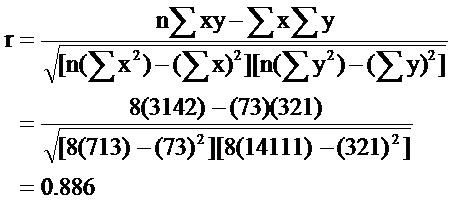 r = n∑xy−∑x∑y / √[n(∑x²)−(∑x)²][n(∑y²)−(∑y)²]
= 8(3142)−(73)(321) / √[8(713)−(73)²][8(14111)−(321)²]
= 0.886